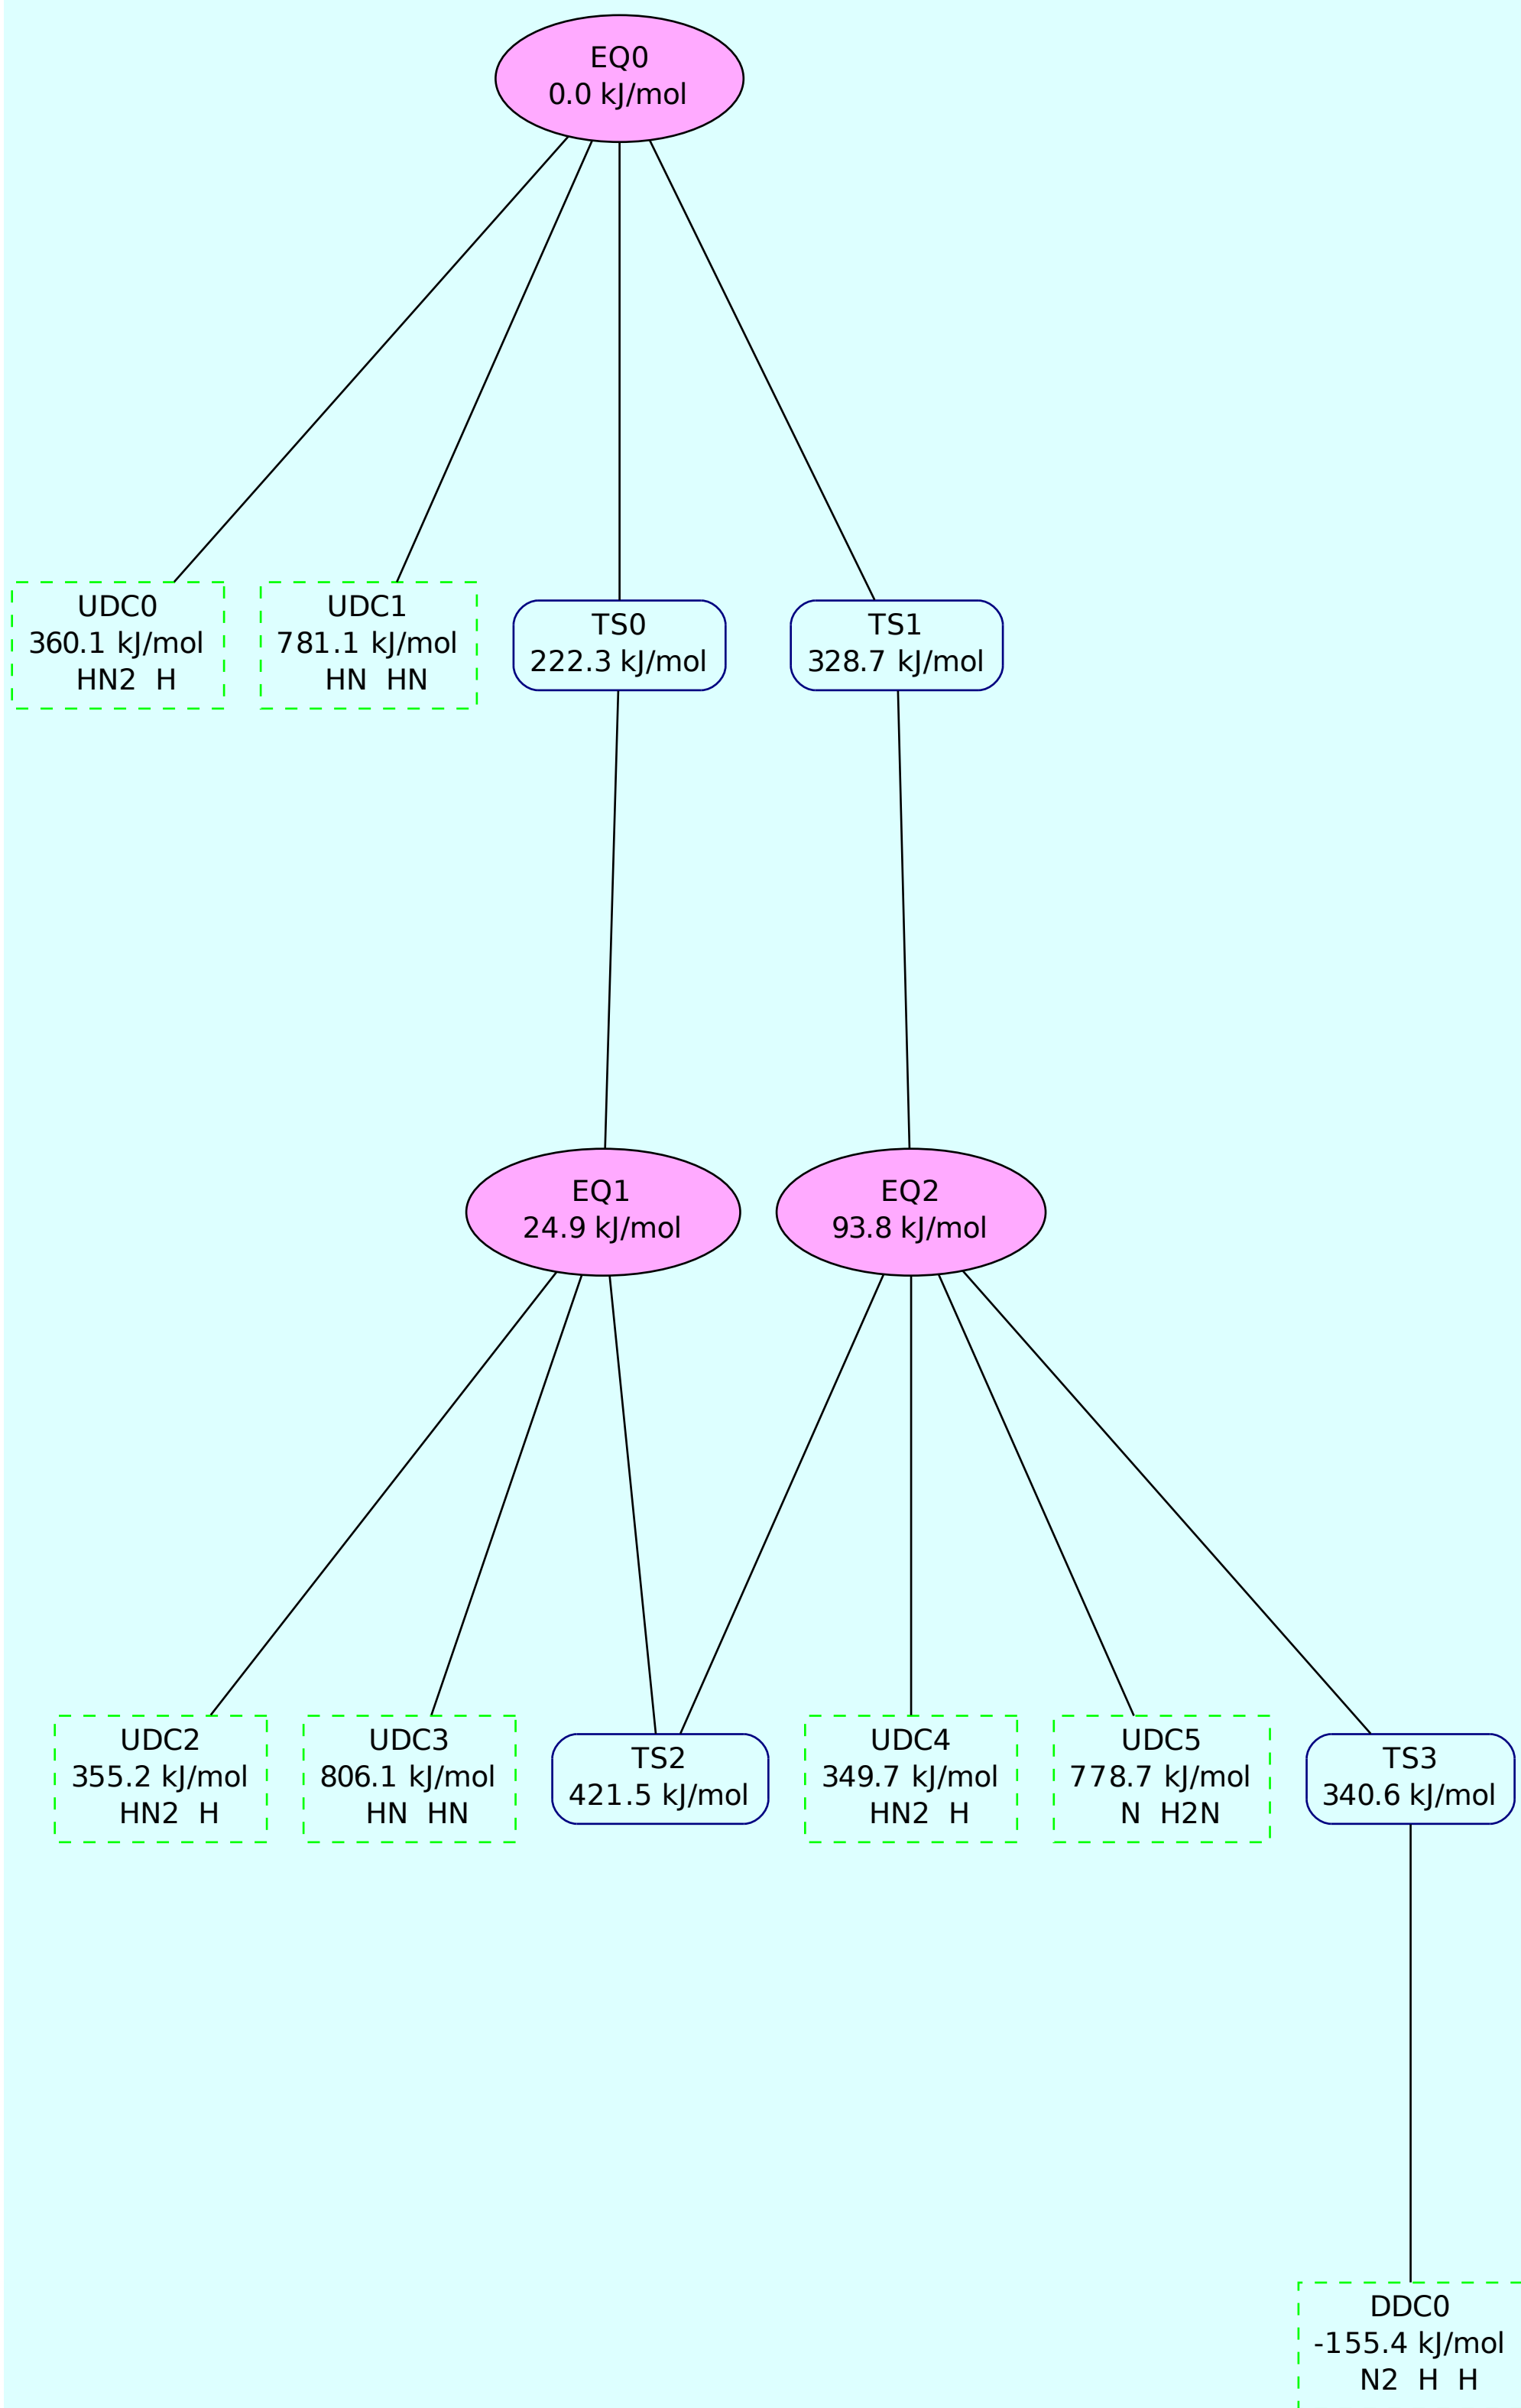 EQ0
0.0 kJ/mol
UDC0
360.1 kJ/mol
HN2 H
UDC1
781.1 kJ/mol
HN HN
TS0
222.3 kJ/mol
TS1
328.7 kJ/mol
EQ1
24.9 kJ/mol
EQ2
93.8 kJ/mol
UDC2
355.2 kJ/mol
HN2 H
UDC3
806.1 kJ/mol
HN HN
TS2
421.5 kJ/mol
UDC4
349.7 kJ/mol
HN2 H
UDC5
778.7 kJ/mol
N H2N
TS3
340.6 kJ/mol
DDC0
-155.4 kJ/mol
N2 H H